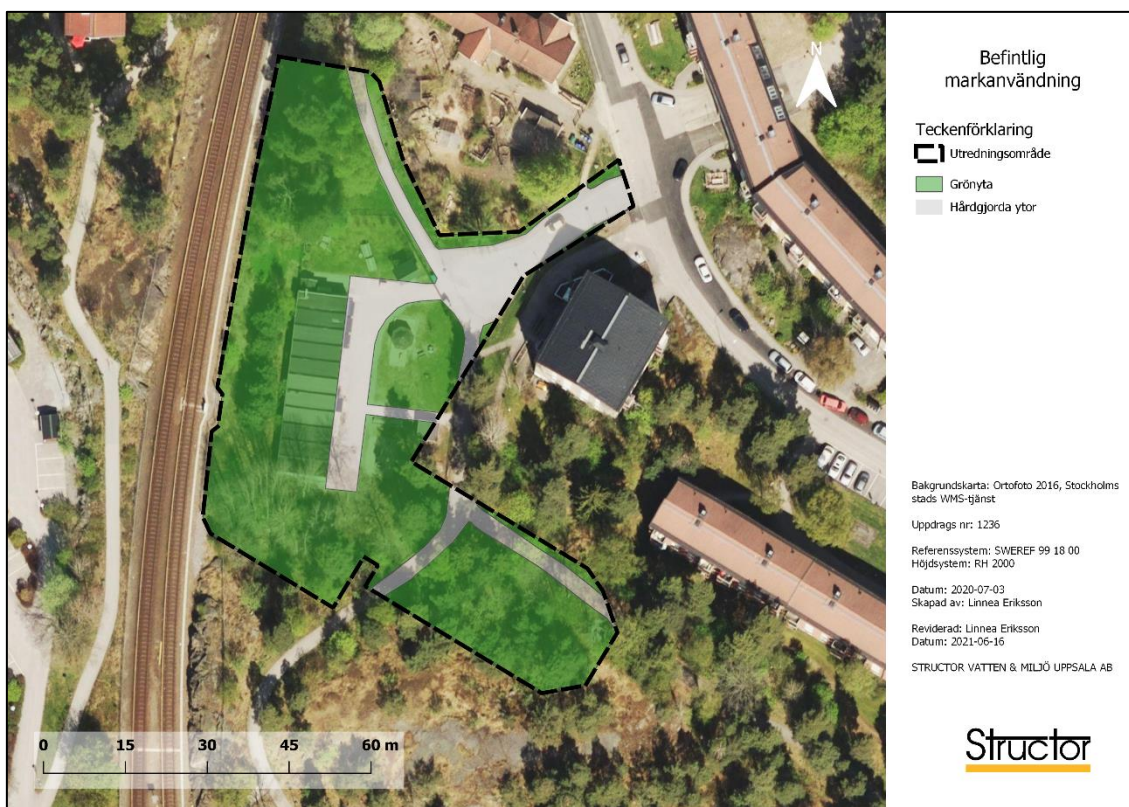 Befintlig
markanvändning
N
Teckenförklaring
Utredningsområde
Grönyta
Hårdgjorda ytor
Bakgrundskarta: Ortofoto 2016, Stockholms
stads WMS-tjänst
Uppdrags nr: 1236
Referenssystem: SWEREF 99 18 00
Höjdsystem: RH 2000
Datum: 2020-07-03
Skapad av: Linnea Eriksson
Reviderad: Linnea Eriksson
Datum: 2021-06-16
STRUCTOR VATTEN & MILJÖ UPPSALA AB
0 15 30 45 60 m
Structor